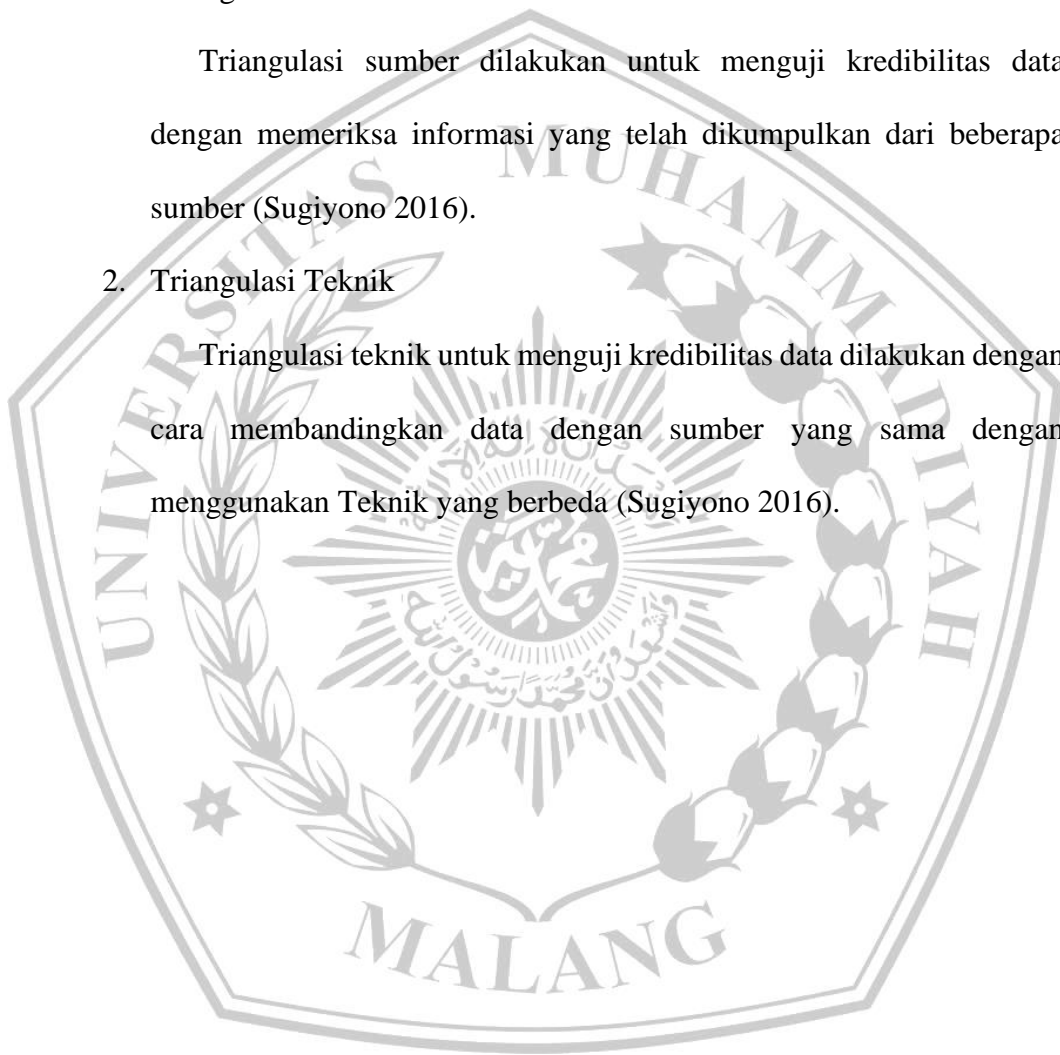 Triangulasi sumber dilakukan untuk menguji kredibilitas data
dengan memeriksa informasi yang telah dikumpulkan dari beberapa
sumber (Sugiyono 2016).
2. Triangulasi Teknik
Triangulasi teknik untuk menguji kredibilitas data dilakukan dengan
cara membandingkan data dengan sumber yang sama dengan
menggunakan Teknik yang berbeda (Sugiyono 2016).
UNIVERSITAS MUHAMMADIYAH
MALANG